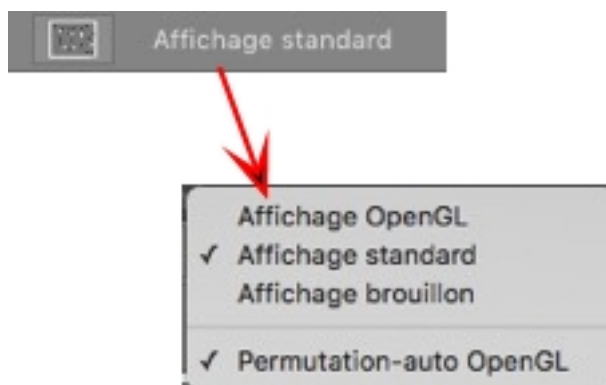 Affichage standard
Affichage OpenGL
✓ Affichage standard
Affichage brouillon
✓ Permutation-auto OpenGL